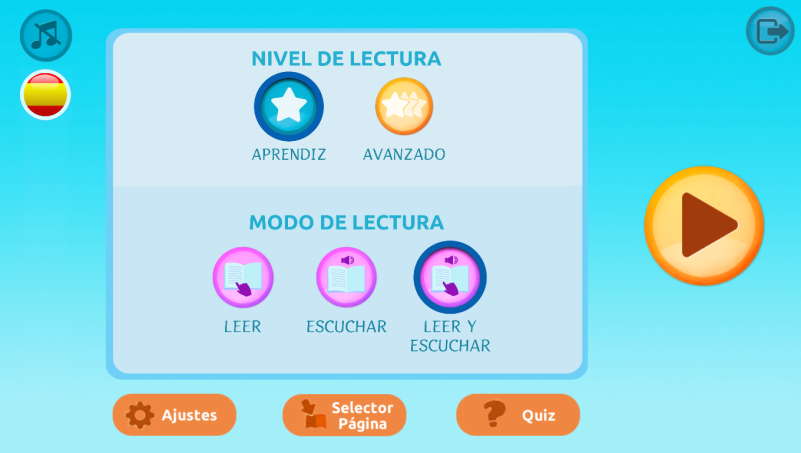 NIVEL DE LECTURA
APRENDIZ
AVANZADO
MODO DE LECTURA
LEER
ESCUCHAR
LEER Y
ESCUCHAR
Ajustes
Selector
Página
Quiz